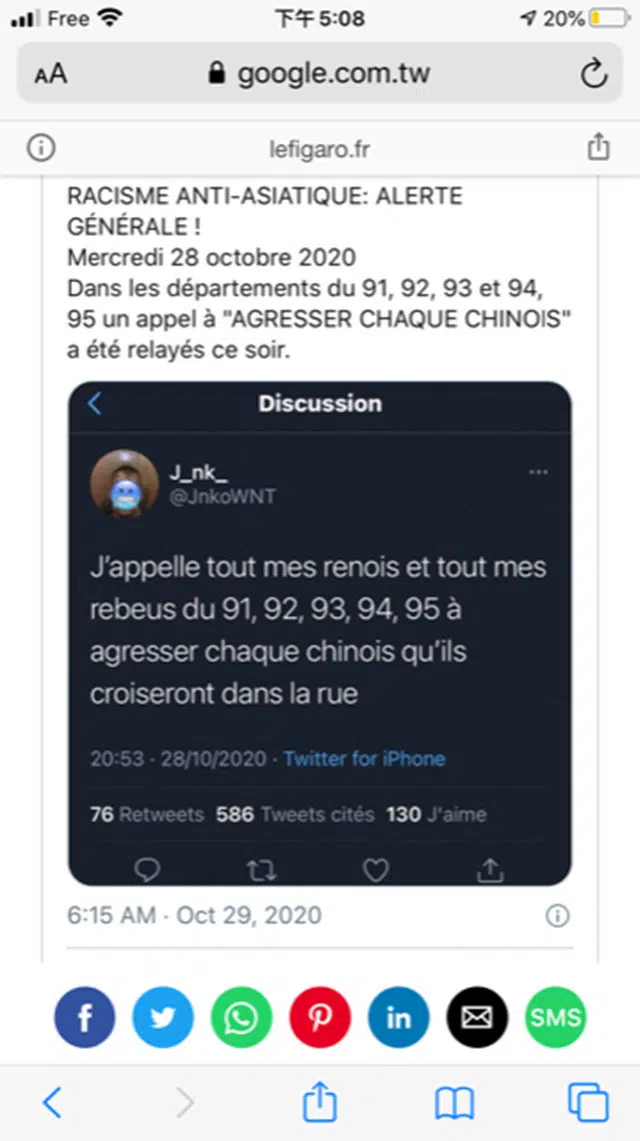 Free 下午5:08 20%
AA google.com.tw
lefigaro.fr
RACISME ANTI-ASIATIQUE: ALERTE
GÉNÉRALE !
Mercredi 28 octobre 2020
Dans les départements du 91, 92, 93 et 94,
95 un appel à "AGRESSER CHAQUE CHINOIS"
a été relayés ce soir.
Discussion
J_nk_
@JnkoWNT
J'appelle tout mes renois et tout mes
rebeus du 91, 92, 93, 94, 95 à
agresser chaque chinois qu'ils
croiseront dans la rue
20:53 · 28/10/2020 · Twitter for iPhone
76 Retweets 586 Tweets cités 130 J'aime
6:15 AM · Oct 29, 2020
SMS